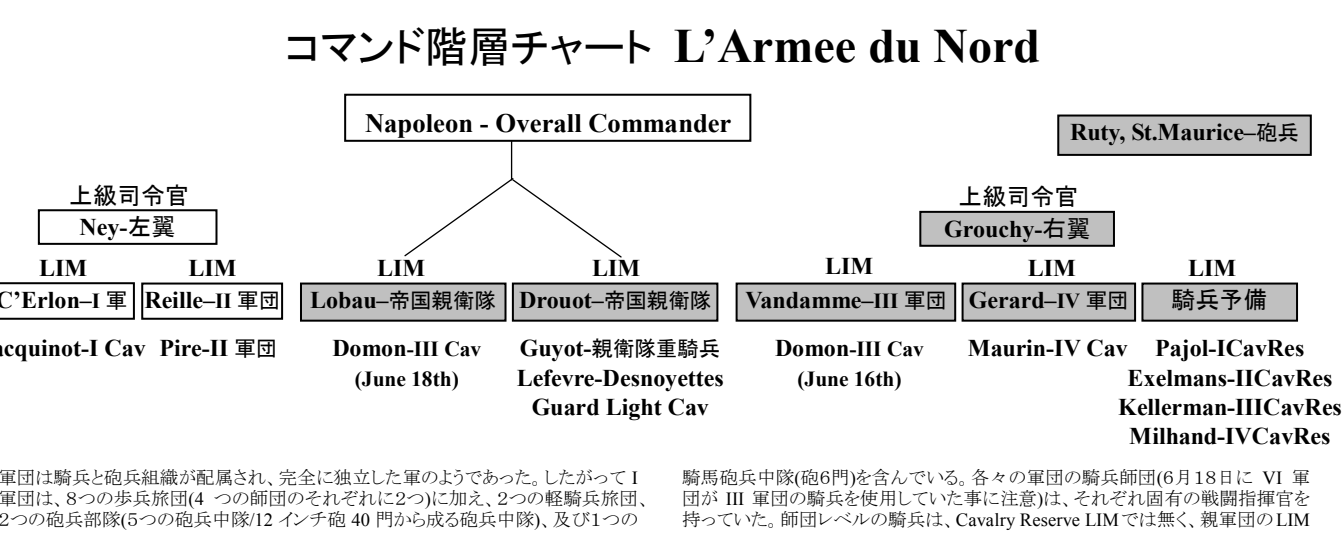 コマンド階層チャート L’Armee du Nord
Napoleon - Overall Commander
Ruty, St.Maurice–砲兵
上級司令官
Ney-左翼
上級司令官
Grouchy-右翼
LIM LIM LIM LIM LIM LIM LIM
C’Erlon–I 軍 Reille–II 軍団 Lobau–帝国親衛隊 Drouot–帝国親衛隊 Vandamme–III 軍団 Gerard–IV 軍団 騎兵予備
acquinot-I Cav Pire-II 軍団 Domon-III Cav Guyot-親衛隊重騎兵 Domon-III Cav Maurin-IV Cav Pajol-ICavRes
(June 18th) Lefevre-Desnoyettes (June 16th) Exelmans-IICavRes
Guard Light Cav Kellerman-IIICavRes
Milhand-IVCavRes
軍団は騎兵と砲兵組織が配属され、完全に独立した軍のようであった。したがって I
軍団は、8つの歩兵旅団(4 つの師団のそれぞれに2つ)に加え、2つの軽騎兵旅団、
2つの砲兵部隊(5つの砲兵中隊/12 インチ砲 40 門から成る砲兵中隊)、及び1つの
騎馬砲兵中隊(砲6門)を含んでいる。各々の軍団の騎兵師団(6月18日に VI 軍
団が III 軍団の騎兵を使用していた事に注意)は、それぞれ固有の戦闘指揮官を
持っていた。師団レベルの騎兵は、Cavalry Reserve LIM では無く、親軍団の LIM